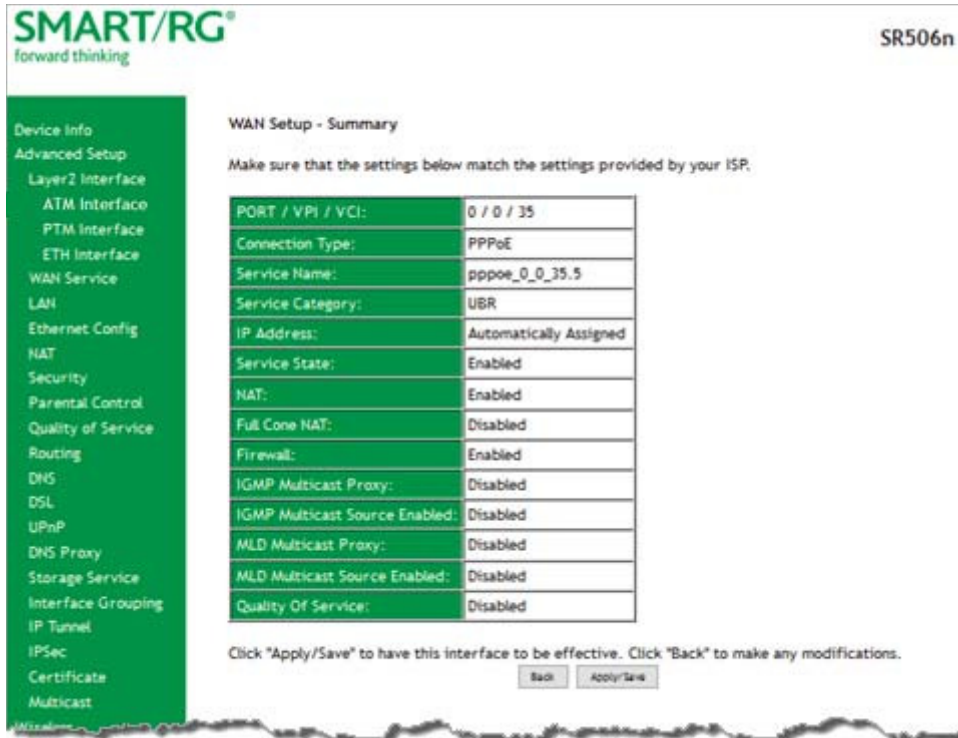 SMART/RG®
forward thinking
SR506n
Device Info
Advanced Setup
Layer2 Interface
ATM Interface
PTM Interface
ETH Interface
WAN Service
LAN
Ethernet Config
NAT
Security
Parental Control
Quality of Service
Routing
DNS
DSL
UPnP
DNS Proxy
Storage Service
Interface Grouping
IP Tunnel
IPSec
Certificate
Multicast
Wireless
WAN Setup - Summary
Make sure that the settings below match the settings provided by your ISP.
PORT / VPI / VCI: 0 / 0 / 35
Connection Type: PPPoE
Service Name: pppoe_0_0_35.5
Service Category: UBR
IP Address: Automatically Assigned
Service State: Enabled
NAT: Enabled
Full Cone NAT: Disabled
Firewall: Enabled
IGMP Multicast Proxy: Disabled
IGMP Multicast Source Enabled: Disabled
MLD Multicast Proxy: Disabled
MLD Multicast Source Enabled: Disabled
Quality Of Service: Disabled
Click "Apply/Save" to have this interface to be effective. Click "Back" to make any modifications.
Back Apply/Save